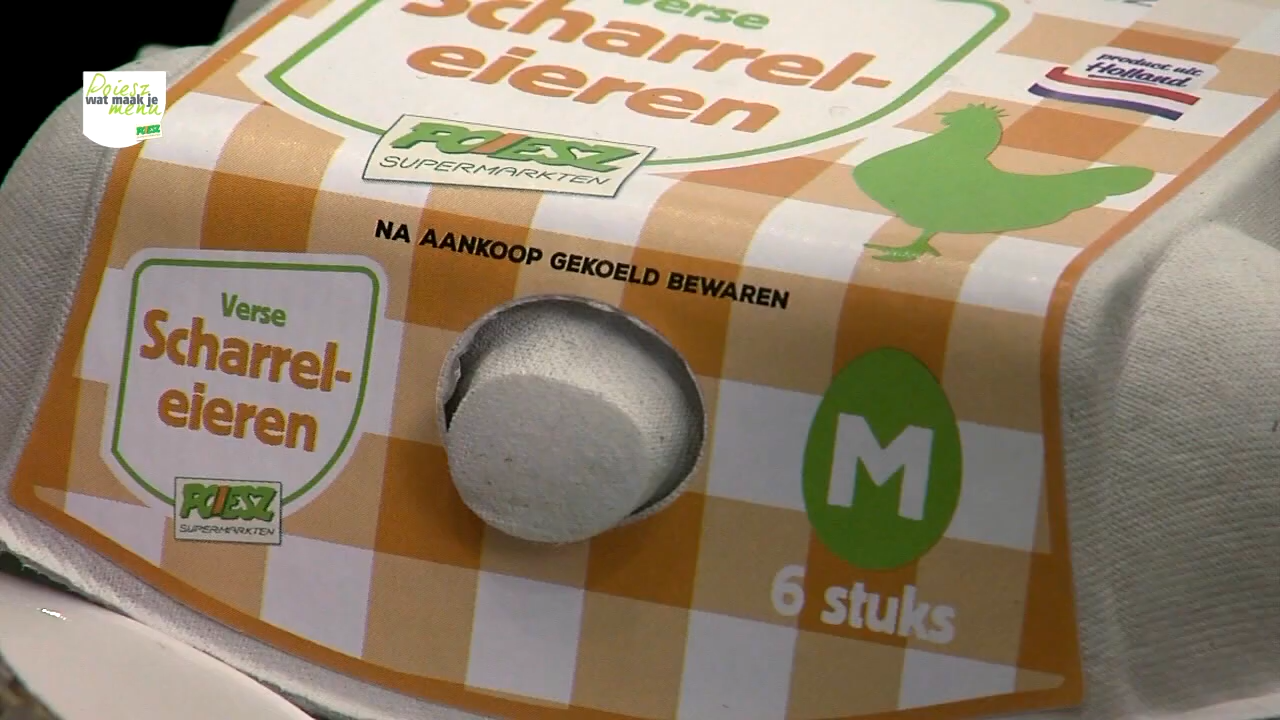 Verse
Scharrel-
eieren
POIESZ
SUPERMARKTEN
product uit
Holland
Poiesz
wat maak je
menu
POIESZ
NA AANKOOP GEKOELD BEWAREN
Verse
Scharrel-
eieren
POIESZ
SUPERMARKTEN
M
6 stuks